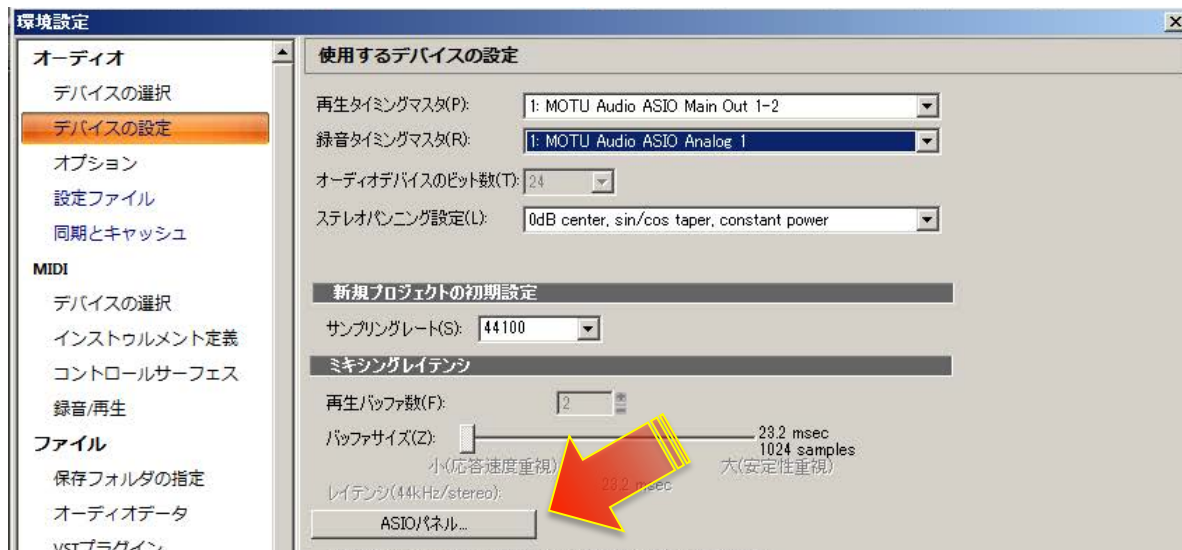 環境設定
オーディオ
デバイスの選択
デバイスの設定
オプション
設定ファイル
同期とキャッシュ
MIDI
デバイスの選択
インストゥルメント定義
コントロールサーフェス
録音/再生
ファイル
保存フォルダの指定
オーディオデータ
VSTプラグイン
使用するデバイスの設定
再生タイミングマスタ(P): 1: MOTU Audio ASIO Main Out 1-2
録音タイミングマスタ(R): 1: MOTU Audio ASIO Analog 1
オーディオデバイスのビット数(T): 24
ステレオパンニング設定(L): 0dB center, sin/cos taper, constant power
新規プロジェクトの初期設定
サンプリングレート(S): 44100
ミキシングレイテンシ
再生バッファ数(F): 2
バッファサイズ(Z): 23.2 msec
1024 samples
小(応答速度重視) 大(安定性重視)
レイテンシ(44kHz/stereo): 23.2 msec
ASIOパネル...